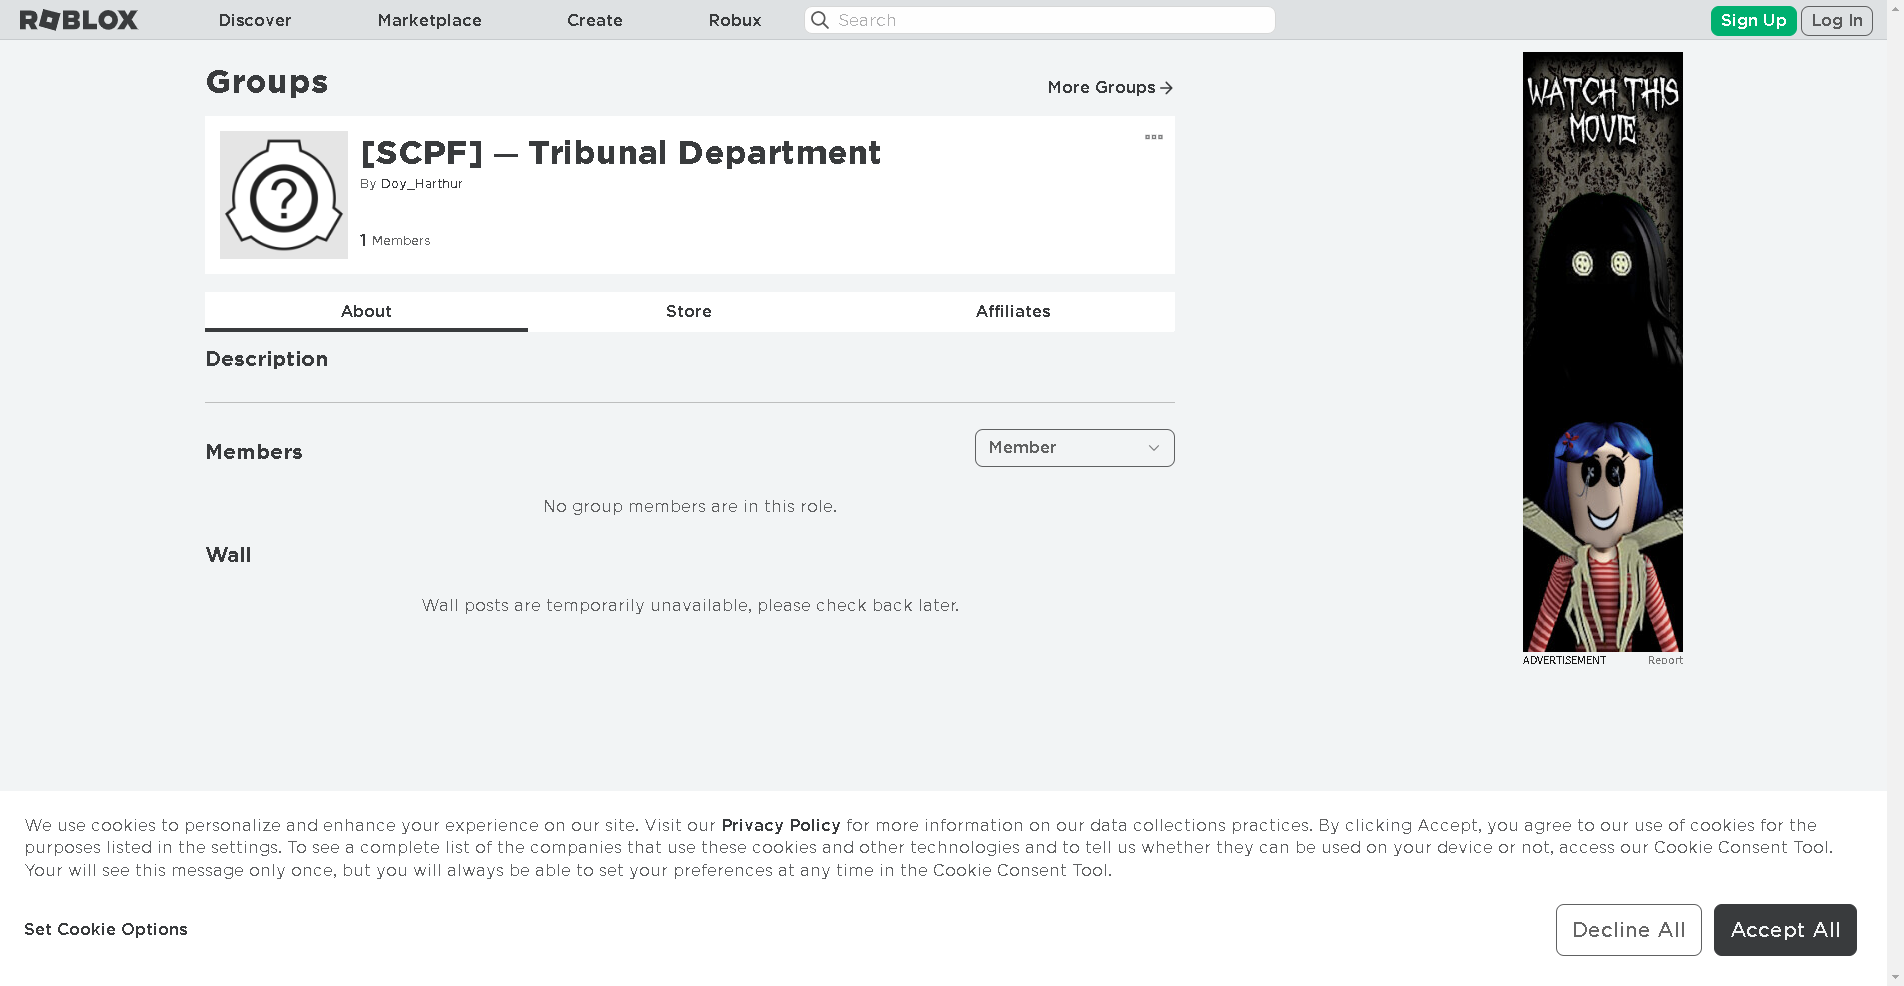 ROBLOX
Discover
Marketplace
Create
Robux
Search
Sign Up
Log In
Groups
More Groups
?
[SCPF] — Tribunal Department
By Doy_Harthur
1 Members
About
Store
Affiliates
Description
Members
Member
No group members are in this role.
Wall
Wall posts are temporarily unavailable, please check back later.
WATCH THIS
MOVIE
ADVERTISEMENT
Report
We use cookies to personalize and enhance your experience on our site. Visit our Privacy Policy for more information on our data collections practices. By clicking Accept, you agree to our use of cookies for the
purposes listed in the settings. To see a complete list of the companies that use these cookies and other technologies and to tell us whether they can be used on your device or not, access our Cookie Consent Tool.
Your will see this message only once, but you will always be able to set your preferences at any time in the Cookie Consent Tool.
Set Cookie Options
Decline All
Accept All